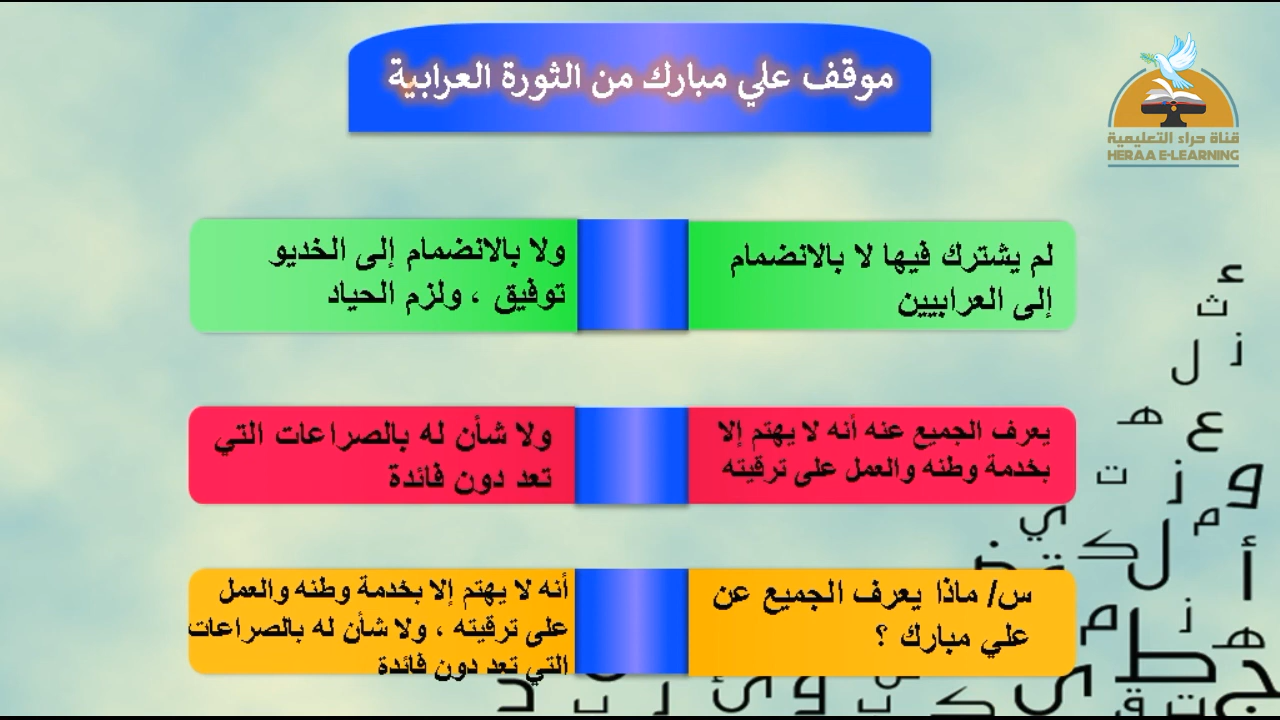 موقف علي مبارك من الثورة العرابية
قناة حراء التعليمية
HERAA E-LEARNING
لم يشترك فيها لا بالانضمام
إلى العرابيين
ولا بالانضمام إلى الخديو
توفيق ، ولزم الحياد
يعرف الجميع عنه أنه لا يهتم إلا
بخدمة وطنه والعمل على ترقيته
ولا شأن له بالصراعات التي
تعد دون فائدة
س/ ماذا يعرف الجميع عن
علي مبارك ؟
أنه لا يهتم إلا بخدمة وطنه والعمل
على ترقيته ، ولا شأن له بالصراعات
التي تعد دون فائدة